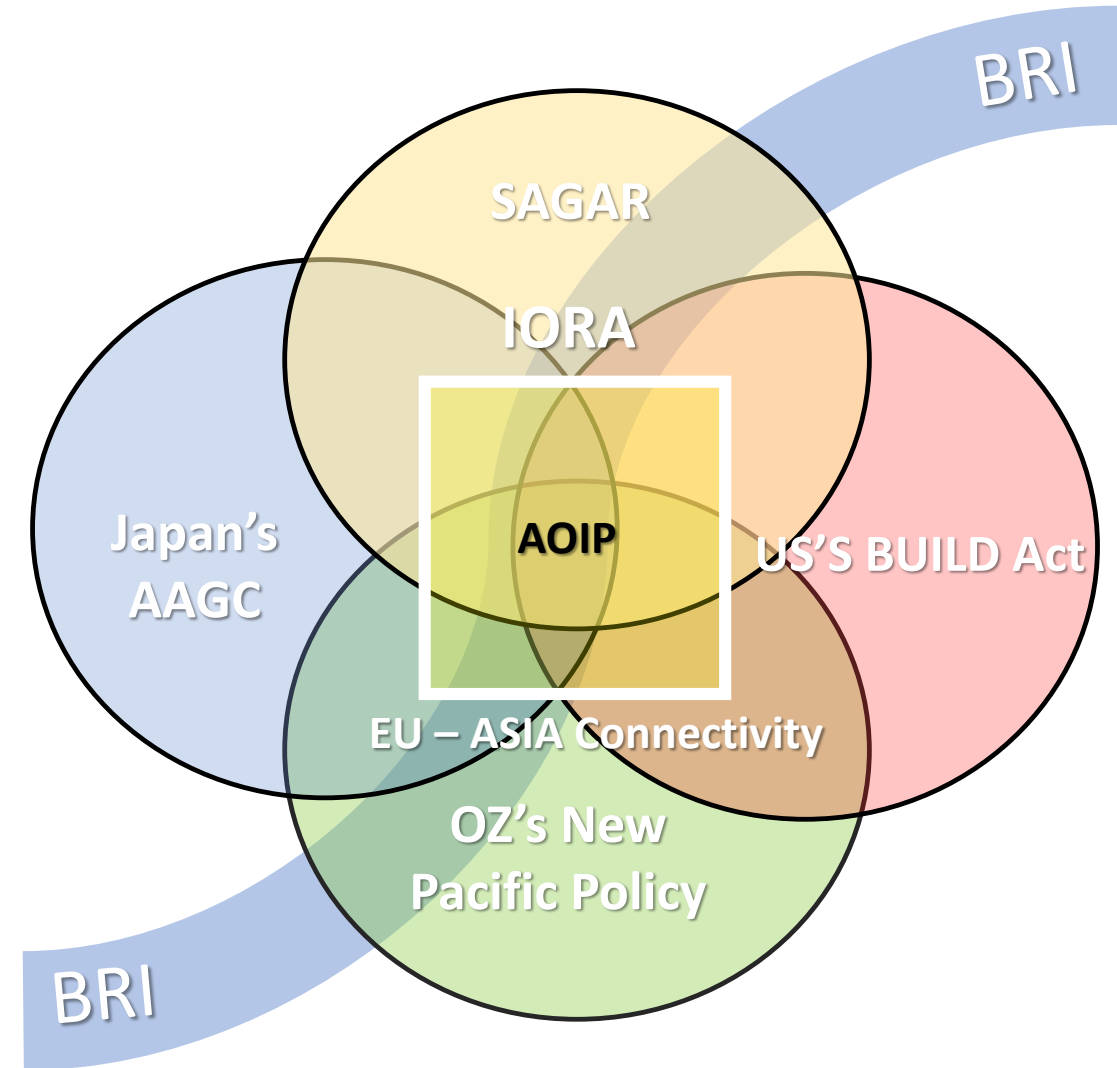 BRI
SAGAR
IORA
Japan's
AAGC
AOIP
US'S BUILD Act
EU – ASIA Connectivity
OZ's New
Pacific Policy
BRI